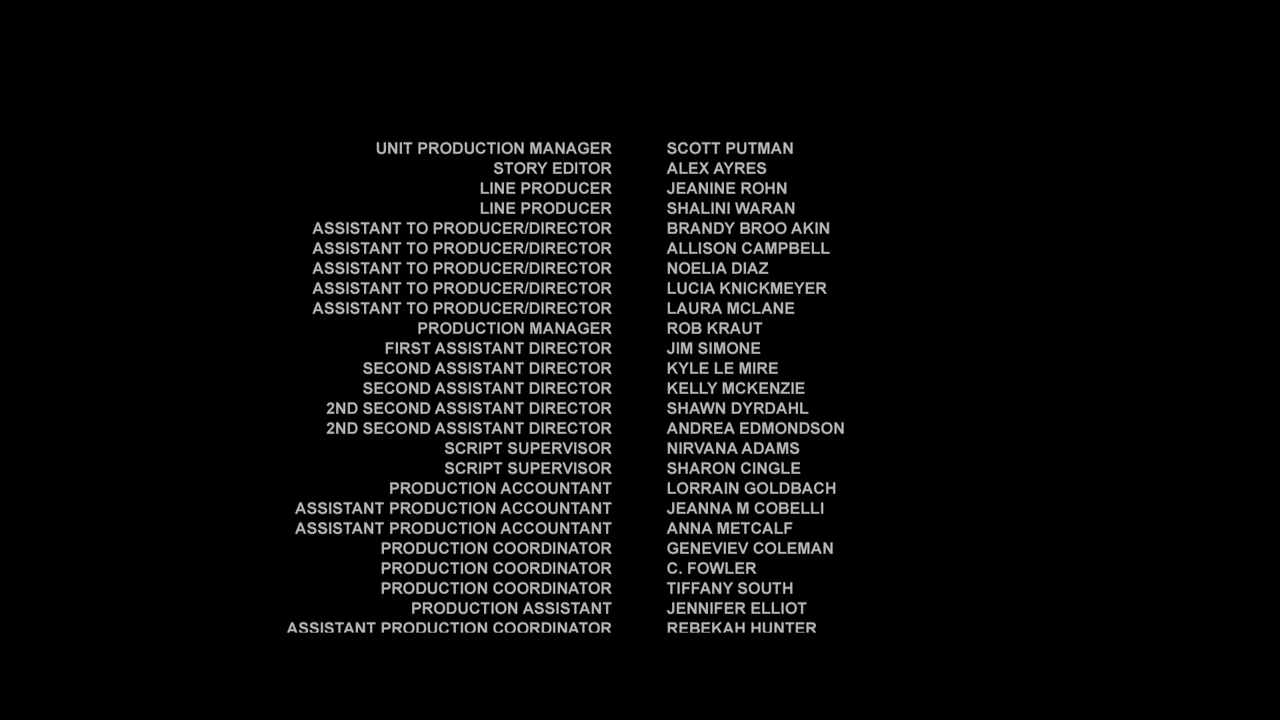 UNIT PRODUCTION MANAGER SCOTT PUTMAN
STORY EDITOR ALEX AYRES
LINE PRODUCER JEANINE ROHN
LINE PRODUCER SHALINI WARAN
ASSISTANT TO PRODUCER/DIRECTOR BRANDY BROO AKIN
ASSISTANT TO PRODUCER/DIRECTOR ALLISON CAMPBELL
ASSISTANT TO PRODUCER/DIRECTOR NOELIA DIAZ
ASSISTANT TO PRODUCER/DIRECTOR LUCIA KNICKMEYER
ASSISTANT TO PRODUCER/DIRECTOR LAURA MCLANE
PRODUCTION MANAGER ROB KRAUT
FIRST ASSISTANT DIRECTOR JIM SIMONE
SECOND ASSISTANT DIRECTOR KYLE LE MIRE
SECOND ASSISTANT DIRECTOR KELLY MCKENZIE
2ND SECOND ASSISTANT DIRECTOR SHAWN DYRDAHL
2ND SECOND ASSISTANT DIRECTOR ANDREA EDMONDSON
SCRIPT SUPERVISOR NIRVANA ADAMS
SCRIPT SUPERVISOR SHARON CINGLE
PRODUCTION ACCOUNTANT LORRAIN GOLDBACH
ASSISTANT PRODUCTION ACCOUNTANT JEANNA M COBELLI
ASSISTANT PRODUCTION ACCOUNTANT ANNA METCALF
PRODUCTION COORDINATOR GENEVIEV COLEMAN
PRODUCTION COORDINATOR C. FOWLER
PRODUCTION COORDINATOR TIFFANY SOUTH
PRODUCTION ASSISTANT JENNIFER ELLIOT
ASSISTANT PRODUCTION COORDINATOR REBEKAH HUNTER